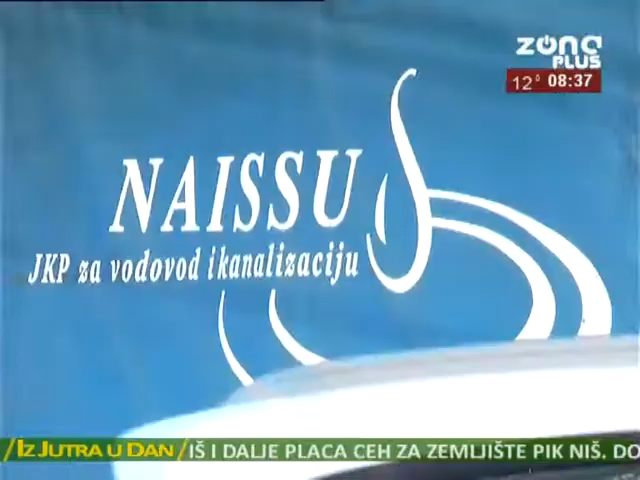 zona
PLUS
12° 08:37
NAISSUS
JKP za vodovod i kanalizaciju
IZ JUTRA U DAN
IŠ I DALJE PLACA CEH ZA ZEMLJIŠTE PIK NIŠ. DO